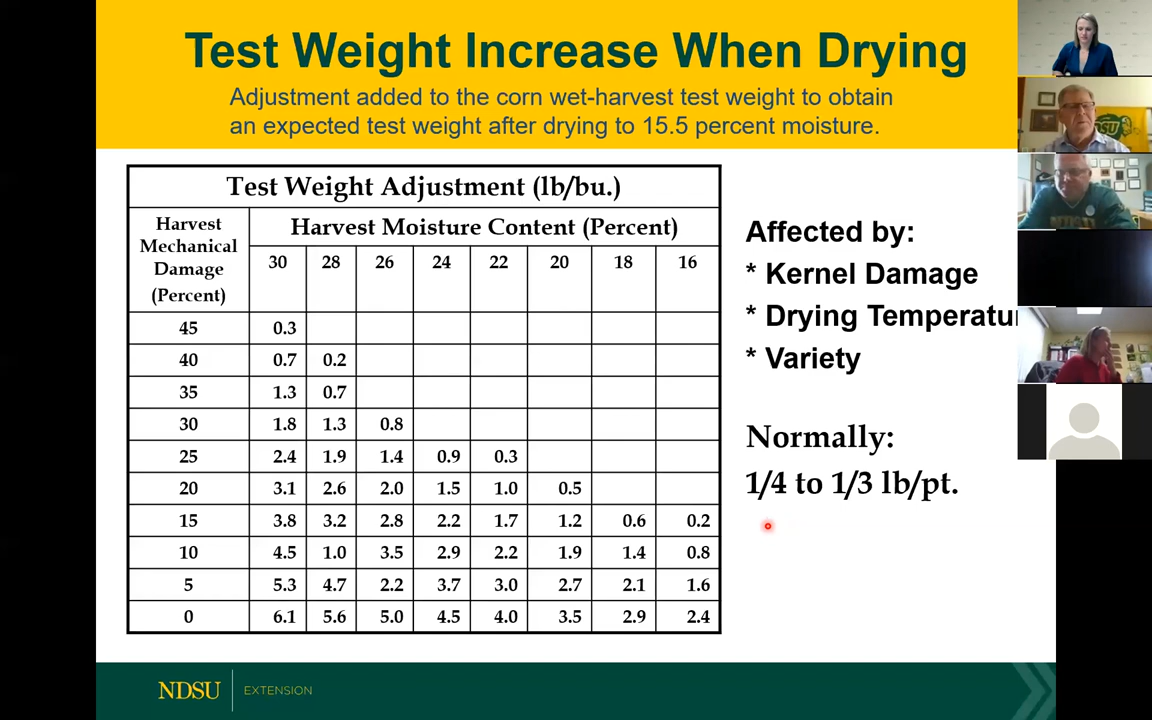 Test Weight Increase When Drying
Adjustment added to the corn wet-harvest test weight to obtain
an expected test weight after drying to 15.5 percent moisture.
Test Weight Adjustment (lb/bu.)
Harvest Mechanical Damage (Percent)
Harvest Moisture Content (Percent)
30 28 26 24 22 20 18 16
45 0.3
40 0.7 0.2
35 1.3 0.7
30 1.8 1.3 0.8
25 2.4 1.9 1.4 0.9 0.3
20 3.1 2.6 2.0 1.5 1.0 0.5
15 3.8 3.2 2.8 2.2 1.7 1.2 0.6 0.2
10 4.5 1.0 3.5 2.9 2.2 1.9 1.4 0.8
5 5.3 4.7 2.2 3.7 3.0 2.7 2.1 1.6
0 6.1 5.6 5.0 4.5 4.0 3.5 2.9 2.4
Affected by:
* Kernel Damage
* Drying Temperatu
* Variety
Normally:
1/4 to 1/3 lb/pt.
NDSU EXTENSION